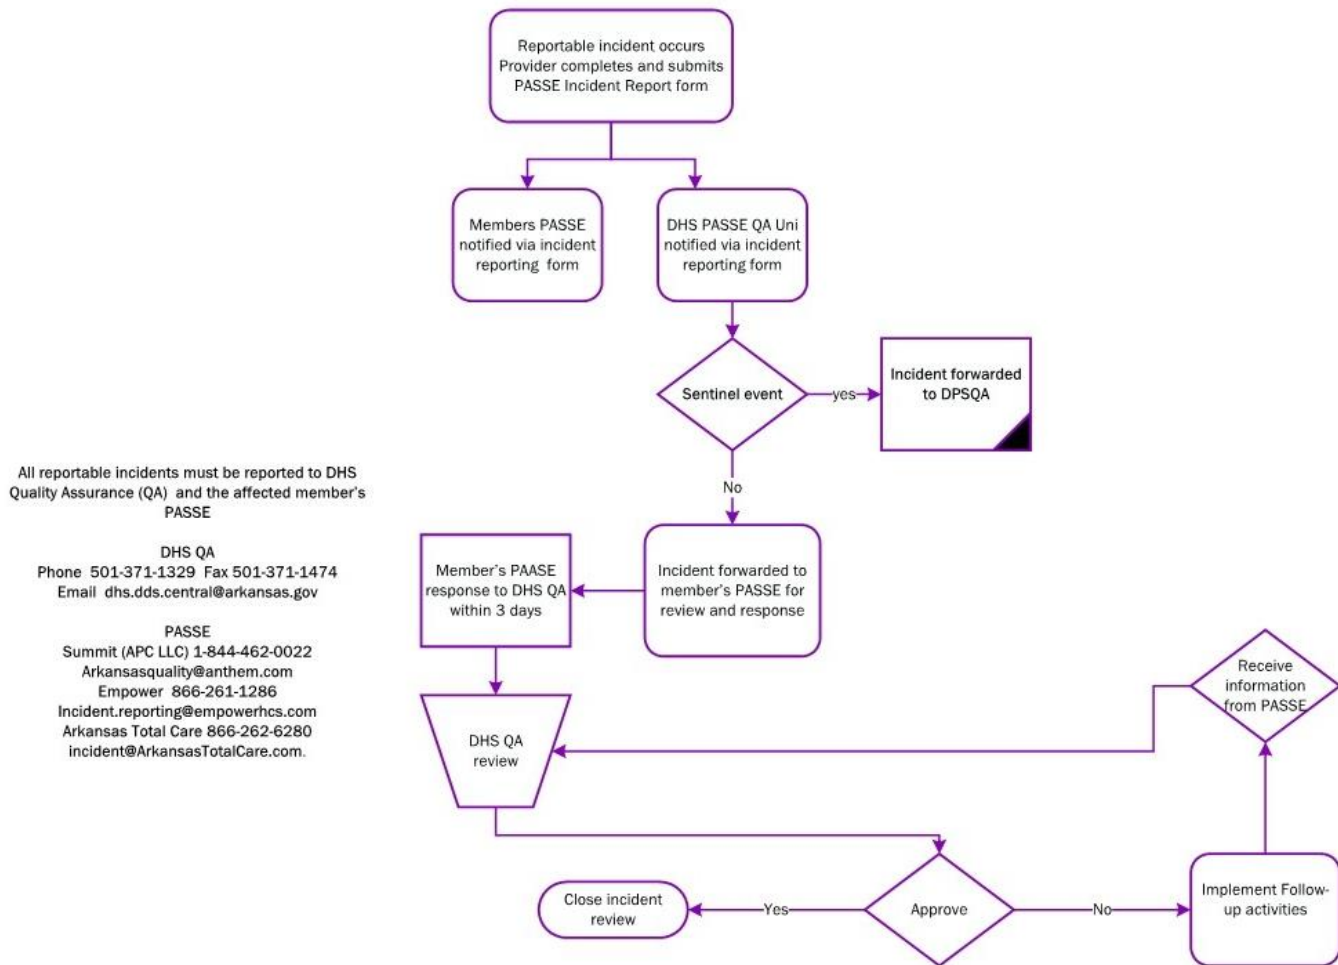 Reportable incident occurs
Provider completes and submits
PASSE Incident Report form
Members PASSE
notified via incident
reporting form
DHS PASSE QA Uni
notified via incident
reporting form
Sentinel event
yes
Incident forwarded
to DPSQA
No
Incident forwarded to
member's PASSE for
review and response
Member's PAASE
response to DHS QA
within 3 days
All reportable incidents must be reported to DHS
Quality Assurance (QA) and the affected member's
PASSE
DHS QA
Phone 501-371-1329 Fax 501-371-1474
Email dhs.dds.central@arkansas.gov
PASSE
Summit (APC LLC) 1-844-462-0022
Arkansasquality@anthem.com
Empower 866-261-1286
Incident.reporting@empowerhcs.com
Arkansas Total Care 866-262-6280
incident@ArkansasTotalCare.com.
DHS QA
review
Receive
information
from PASSE
Approve
Yes
Close incident
review
No
Implement Follow-
up activities